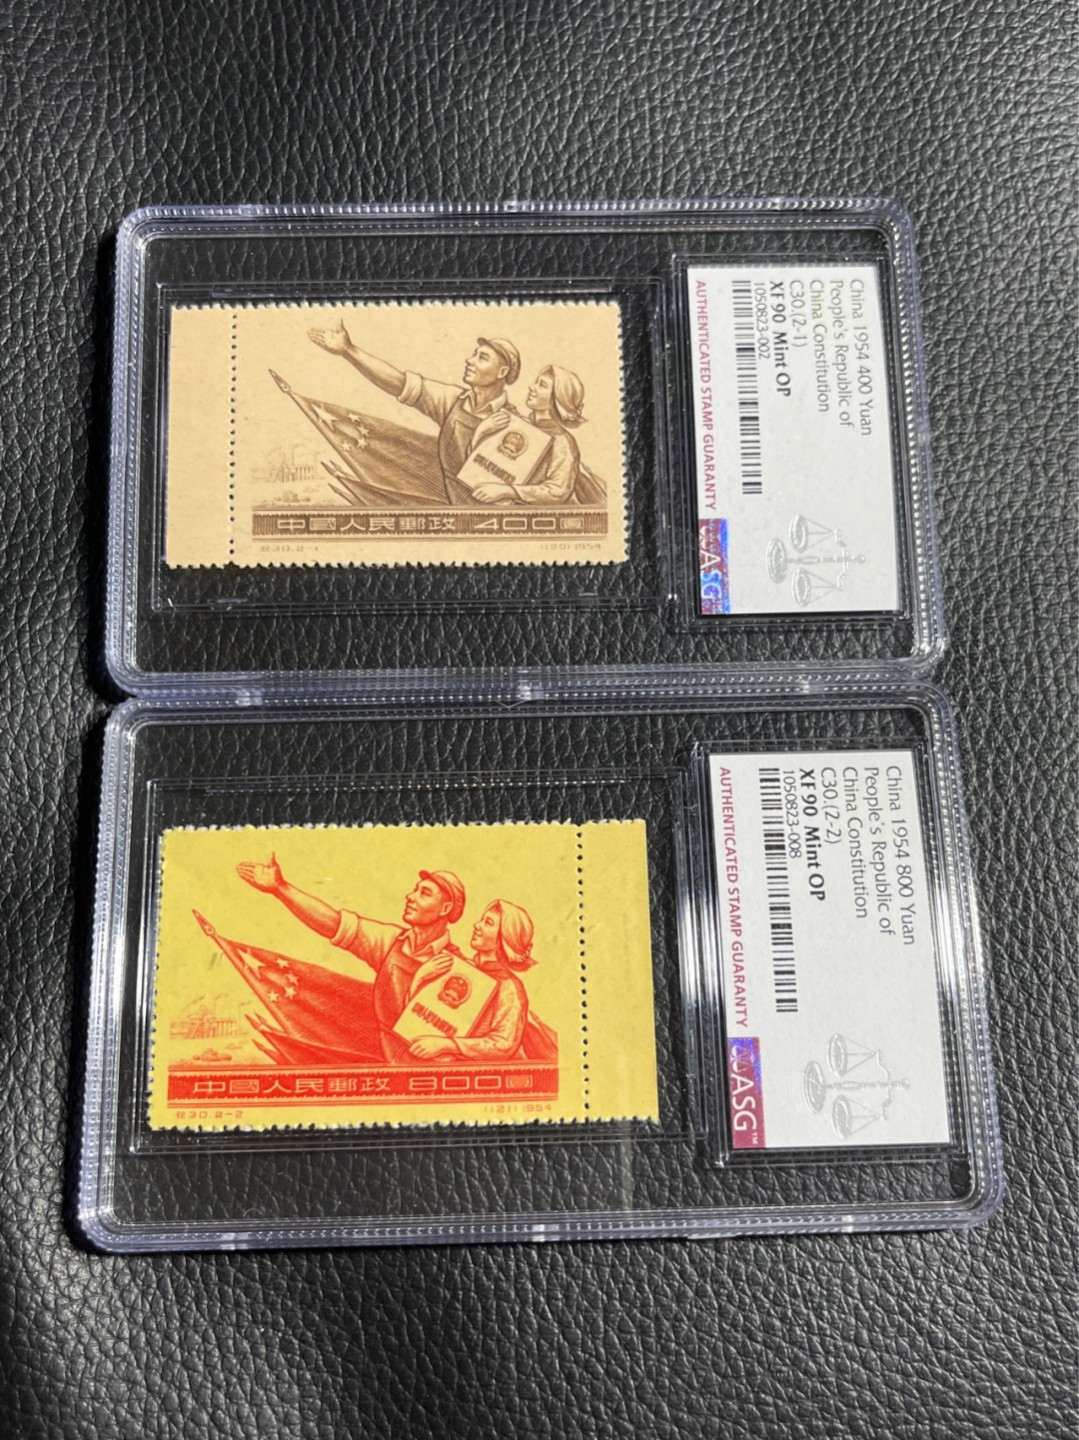 中國人民郵政 400圓
紀30.2-1 (120)1954
China 1954 400 Yuan
People's Republic of
China Constitution
C30.(2-1)
XF 90 Mint OP
1050823-002
AUTHENTICATED STAMP GUARANTY
ASG
中國人民郵政 800圓
紀30.2-2 (121)1954
China 1954 800 Yuan
People's Republic of
China Constitution
C30.(2-2)
XF 90 Mint OP
1050823-008
AUTHENTICATED STAMP GUARANTY
ASG™